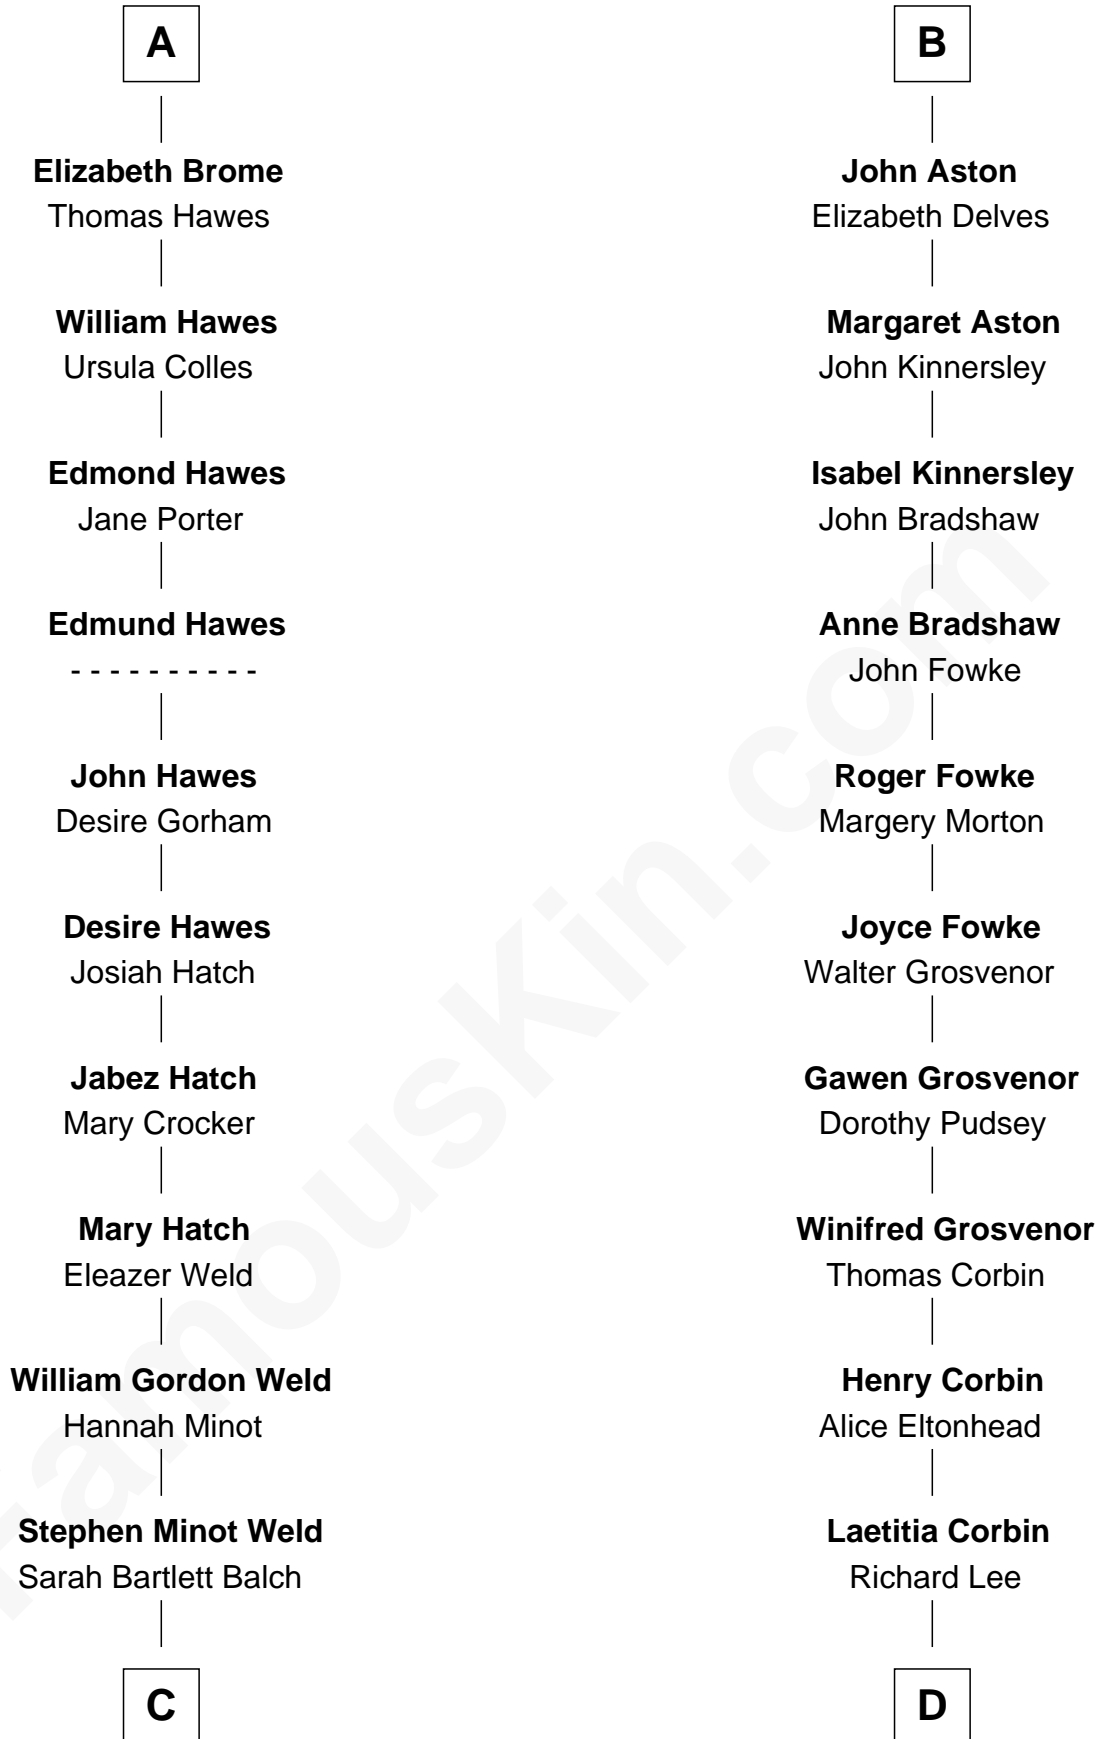 A
Elizabeth Brome
Thomas Hawes
William Hawes
Ursula Colles
Edmond Hawes
Jane Porter
Edmund Hawes
- - - - - - - - - -
John Hawes
Desire Gorham
Desire Hawes
Josiah Hatch
Jabez Hatch
Mary Crocker
Mary Hatch
Eleazer Weld
William Gordon Weld
Hannah Minot
Stephen Minot Weld
Sarah Bartlett Balch
C
B
John Aston
Elizabeth Delves
Margaret Aston
John Kinnersley
Isabel Kinnersley
John Bradshaw
Anne Bradshaw
John Fowke
Roger Fowke
Margery Morton
Joyce Fowke
Walter Grosvenor
Gawen Grosvenor
Dorothy Pudsey
Winifred Grosvenor
Thomas Corbin
Henry Corbin
Alice Eltonhead
Laetitia Corbin
Richard Lee
D
FamousKin.com